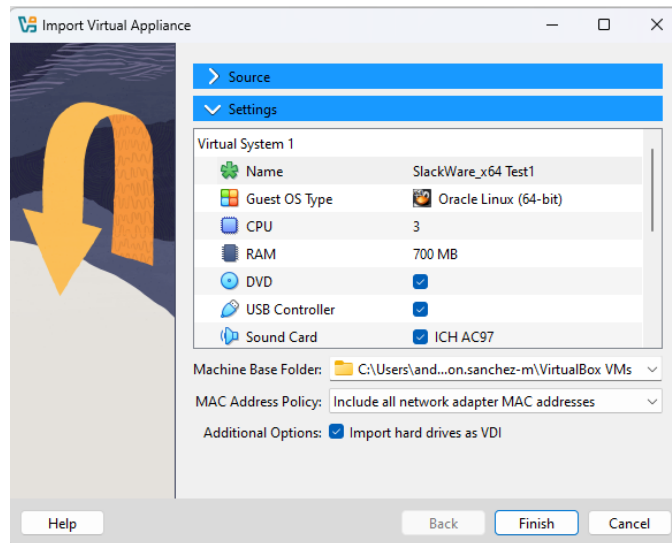 Import Virtual Appliance
Source
Settings
Virtual System 1
Name SlackWare_x64 Test1
Guest OS Type Oracle Linux (64-bit)
CPU 3
RAM 700 MB
DVD
USB Controller
Sound Card ICH AC97
Machine Base Folder: C:\Users\and...on.sanchez-m\VirtualBox VMs
MAC Address Policy: Include all network adapter MAC addresses
Additional Options: Import hard drives as VDI
Help Back Finish Cancel